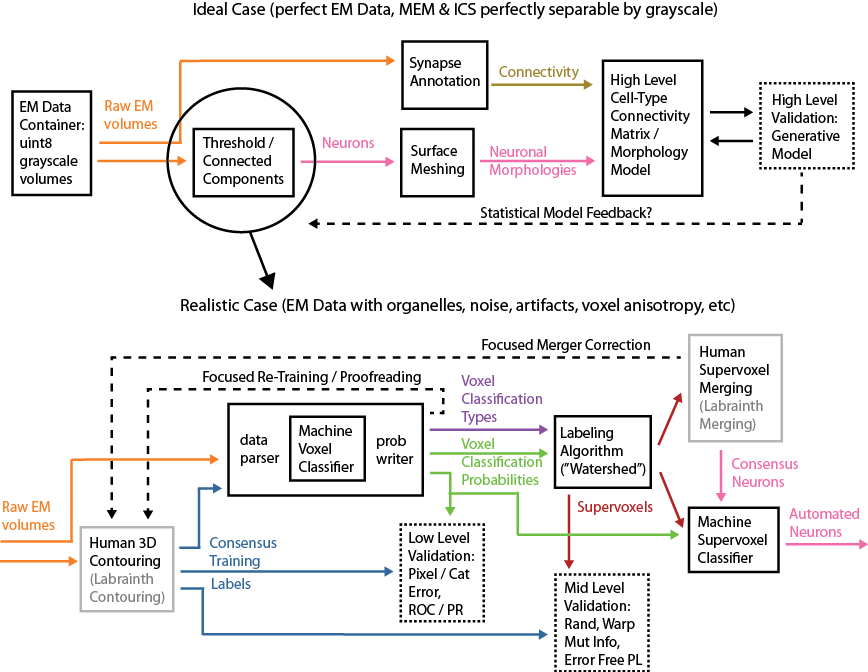 Ideal Case (perfect EM Data, MEM & ICS perfectly separable by grayscale)
EM Data
Container:
uint8
grayscale
volumes
Raw EM
volumes
Threshold /
Connected
Components
Neurons
Synapse
Annotation
Connectivity
Surface
Meshing
Neuronal
Morphologies
High Level
Cell-Type
Connectivity
Matrix /
Morphology
Model
High Level
Validation:
Generative
Model
Statistical Model Feedback?
Realistic Case (EM Data with organelles, noise, artifacts, voxel anisotropy, etc)
Focused Merger Correction
Focused Re-Training / Proofreading
Raw EM
volumes
Human 3D
Contouring
(Labrainth
Contouring)
data
parser
Machine
Voxel
Classifier
prob
writer
Voxel
Classification
Types
Voxel
Classification
Probabilities
Consensus
Training
Labels
Low Level
Validation:
Pixel / Cat
Error,
ROC / PR
Labeling
Algorithm
("Watershed")
Supervoxels
Mid Level
Validation:
Rand, Warp
Mut Info,
Error Free PL
Human
Supervoxel
Merging
(Labrainth
Merging)
Consensus
Neurons
Machine
Supervoxel
Classifier
Automated
Neurons